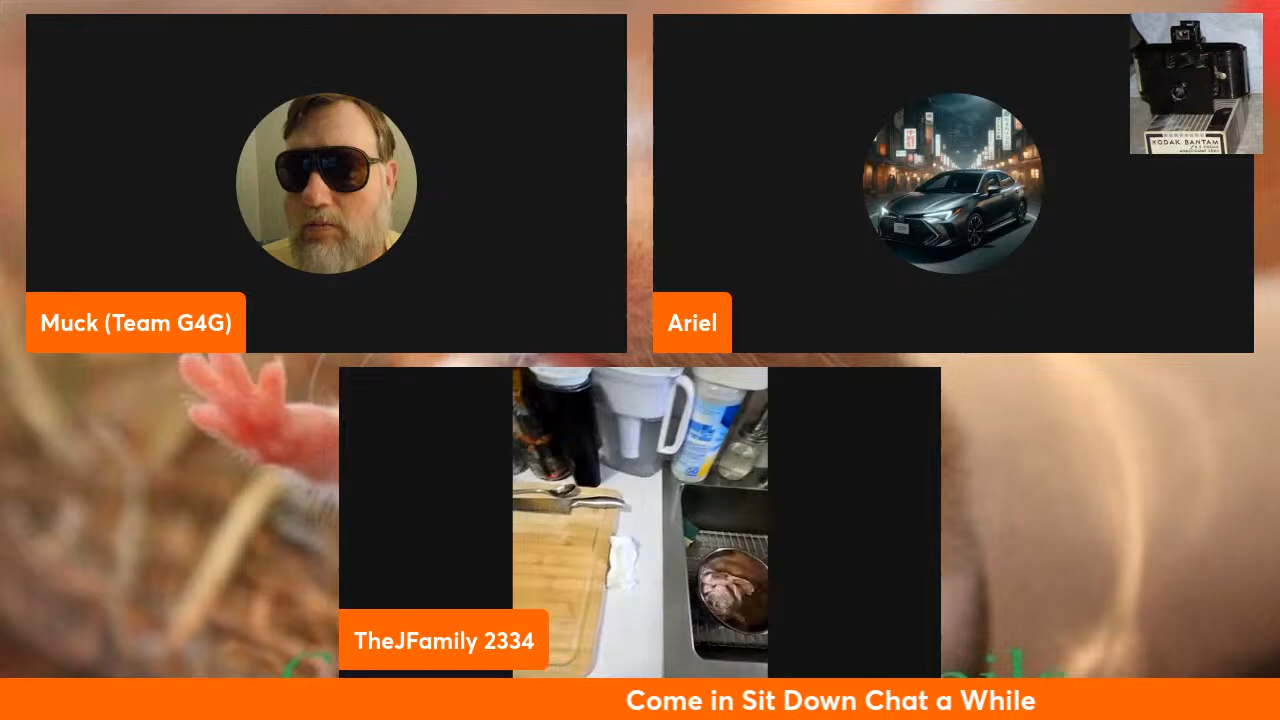 KODAK BANTAM
Muck (Team G4G)
Ariel
TheJFamily 2334
Come in Sit Down Chat a While